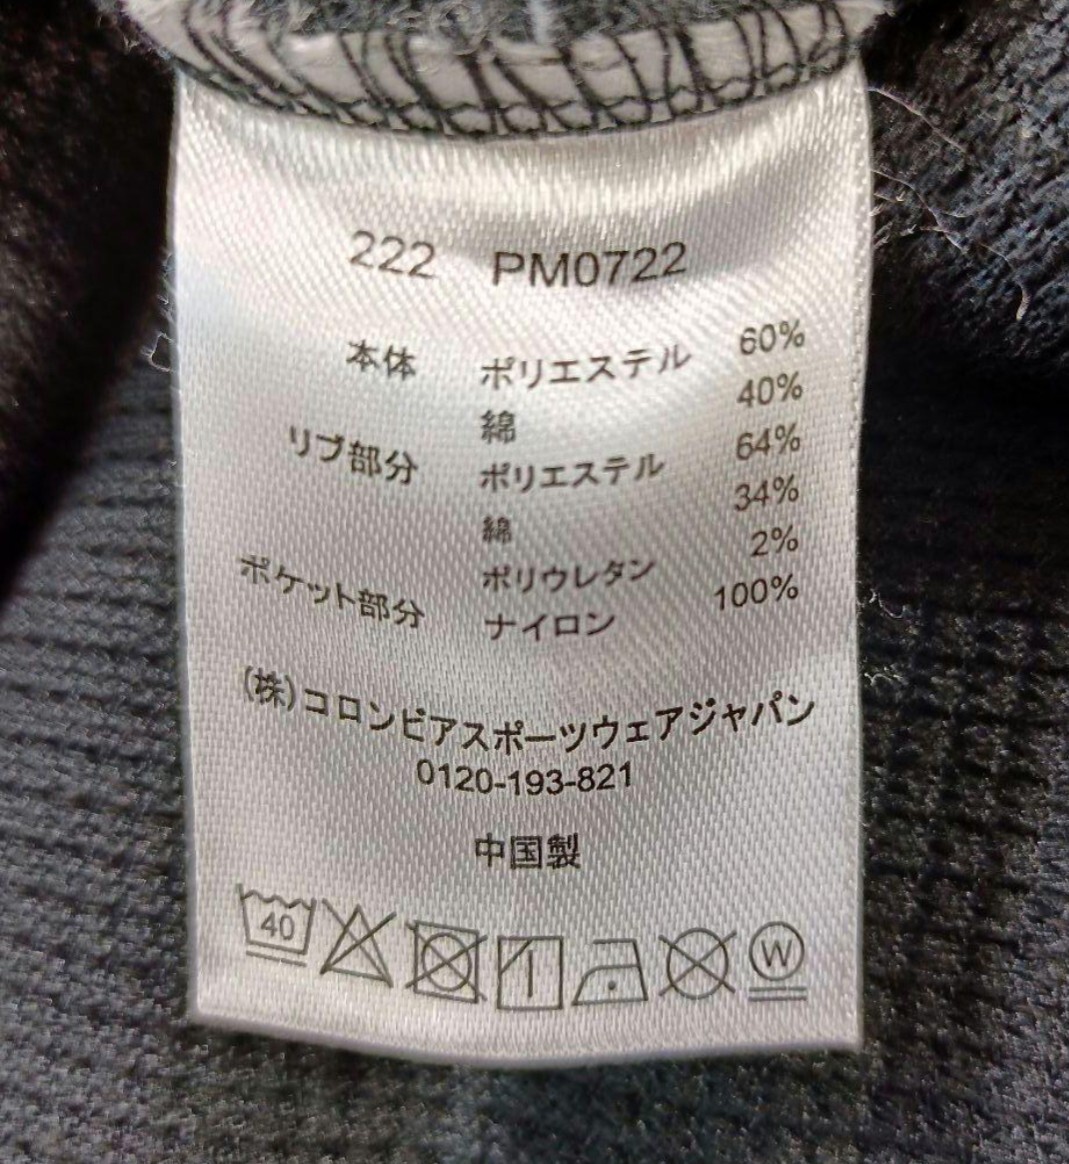 222 PM0722
本体 ポリエステル 60%
綿 40%
リブ部分 ポリエステル 64%
綿 34%
ポリウレタン 2%
ポケット部分 ナイロン 100%
(株)コロンビアスポーツウェアジャパン
0120-193-821
中国製
40 W